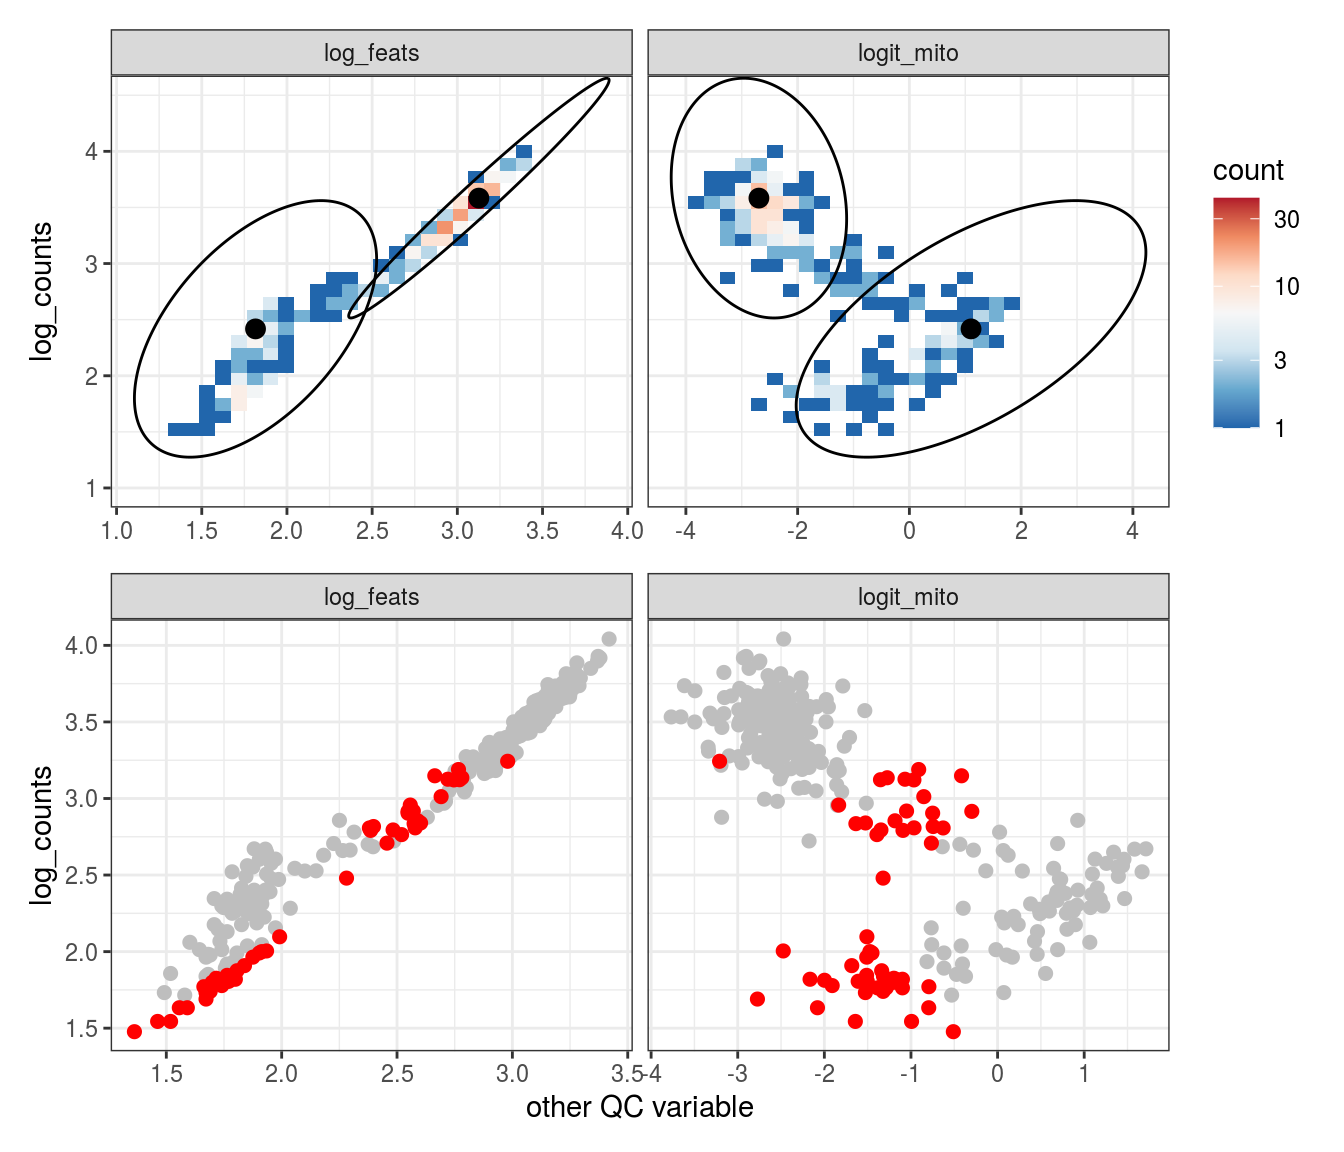 log_feats
logit_mito
log_counts
4
3
2
1
1.0 1.5 2.0 2.5 3.0 3.5 4.0
-4 -2 0 2 4
count
30
10
3
1
log_feats
logit_mito
log_counts
4.0
3.5
3.0
2.5
2.0
1.5
1.5 2.0 2.5 3.0 3.5
-4 -3 -2 -1 0 1
other QC variable